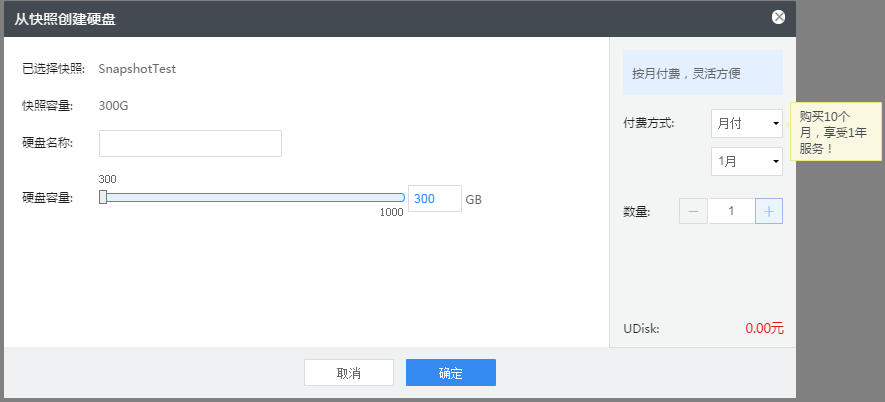 从快照创建硬盘
已选择快照: SnapshotTest
快照容量: 300G
硬盘名称:
硬盘容量: 300 1000 300 GB
按月付费，灵活方便
付费方式: 月付
1月
购买10个
月，享受1年
服务！
数量: － 1 ＋
UDisk: 0.00元
取消 确定